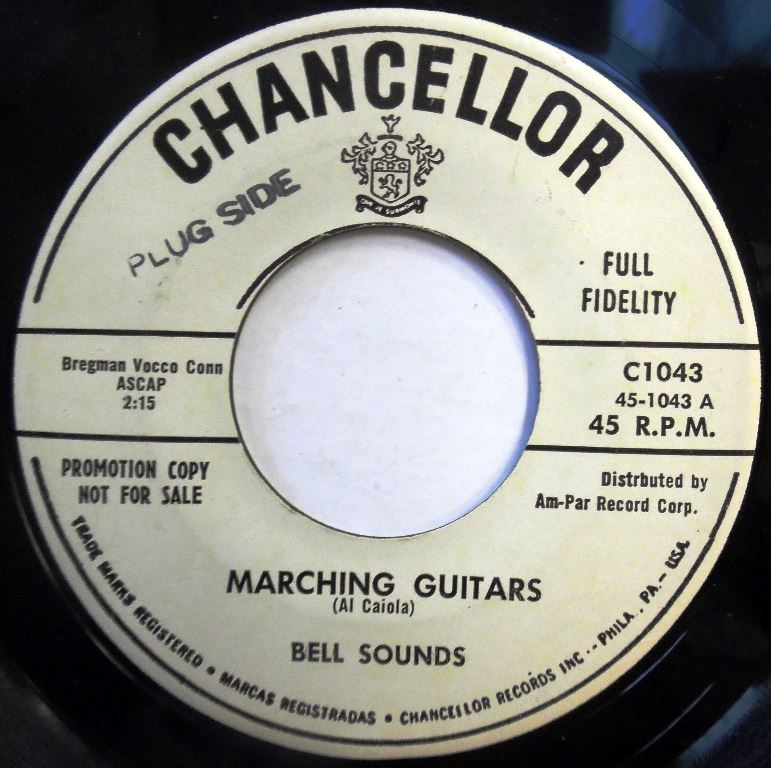 CHANCELLOR
PLUG SIDE
FULL
FIDELITY
Bregman Vocco Conn
ASCAP
2:15
C1043
45-1043 A
45 R.P.M.
PROMOTION COPY
NOT FOR SALE
Distrbuted by
Am-Par Record Corp.
MARCHING GUITARS
(Al Caiola)
BELL SOUNDS
TRADE MARKS REGISTERED • MARCAS REGISTRADAS • CHANCELLOR RECORDS INC.. PHILA., PA. - USA.